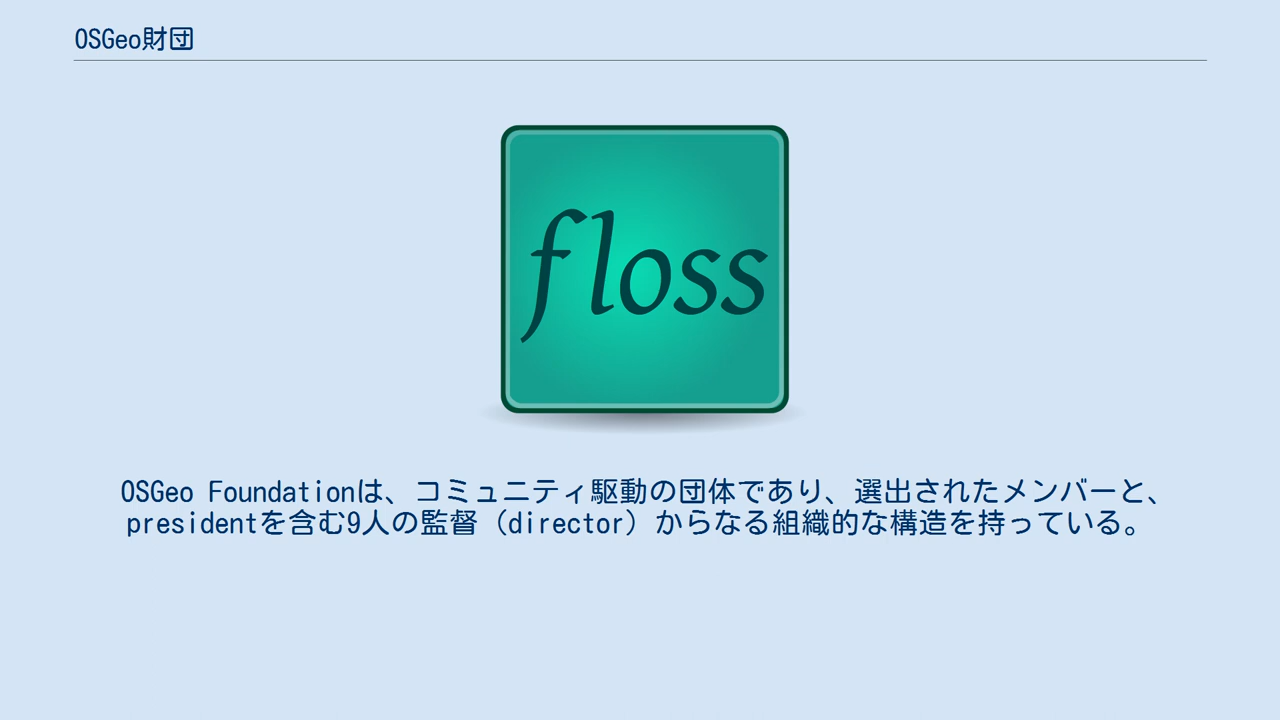 OSGeo財団
floss
OSGeo Foundationは、コミュニティ駆動の団体であり、選出されたメンバーと、
presidentを含む9人の監督（director）からなる組織的な構造を持っている。